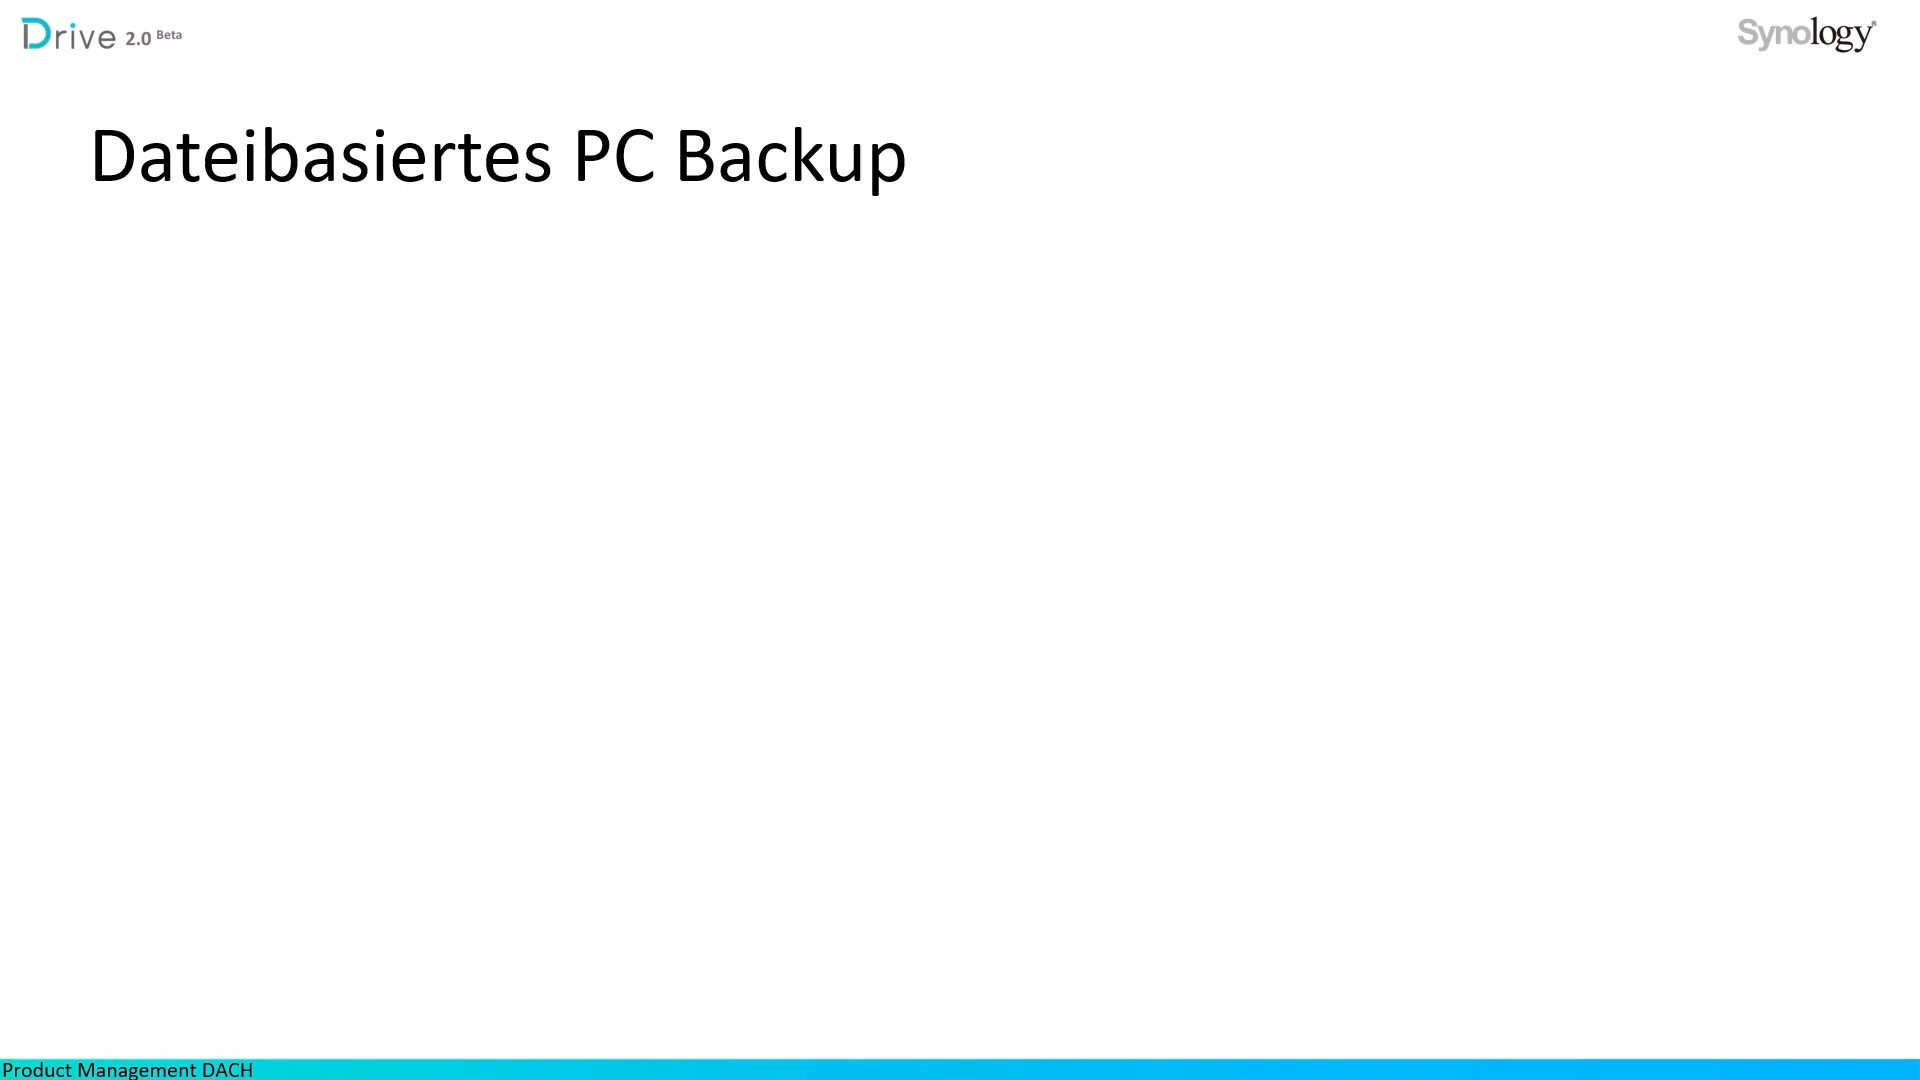 Drive 2.0 Beta
Synology®
Dateibasiertes PC Backup
Product Management DACH